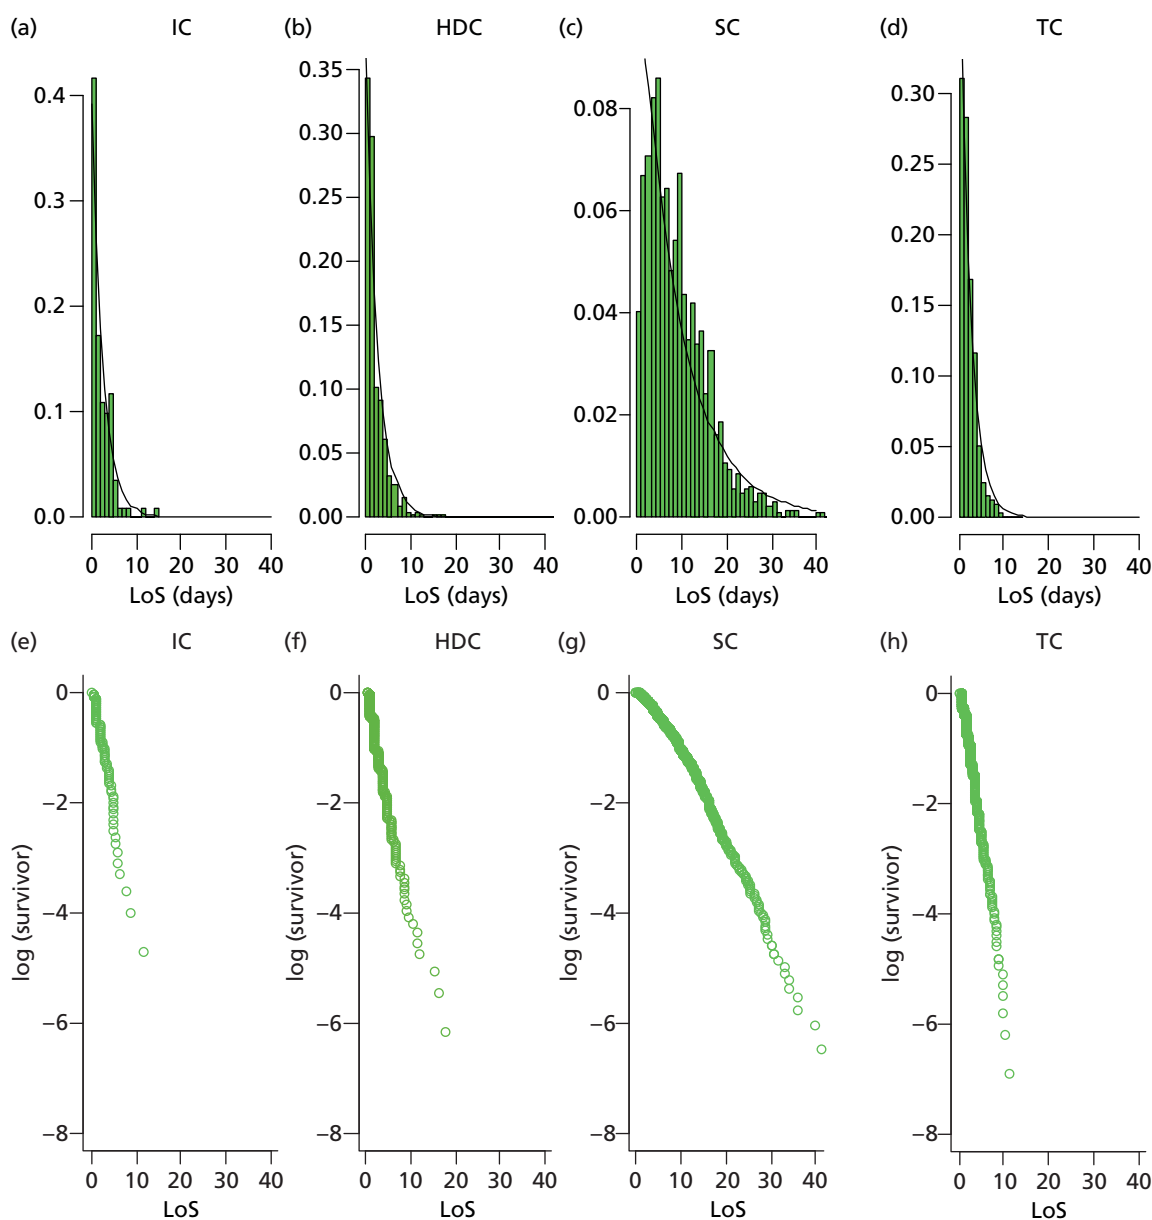 (a) IC
0.4
0.3
0.2
0.1
0.0
0 10 20 30 40
LoS (days)
(b) HDC
0.35
0.30
0.25
0.20
0.15
0.10
0.05
0.00
0 10 20 30 40
LoS (days)
(c) SC
0.08
0.06
0.04
0.02
0.00
0 10 20 30 40
LoS (days)
(d) TC
0.30
0.25
0.20
0.15
0.10
0.05
0.00
0 10 20 30 40
LoS (days)
(e) IC
log (survivor)
0
−2
−4
−6
−8
0 10 20 30 40
LoS
(f) HDC
log (survivor)
0
−2
−4
−6
−8
0 10 20 30 40
LoS
(g) SC
log (survivor)
0
−2
−4
−6
−8
0 10 20 30 40
LoS
(h) TC
log (survivor)
0
−2
−4
−6
−8
0 10 20 30 40
LoS